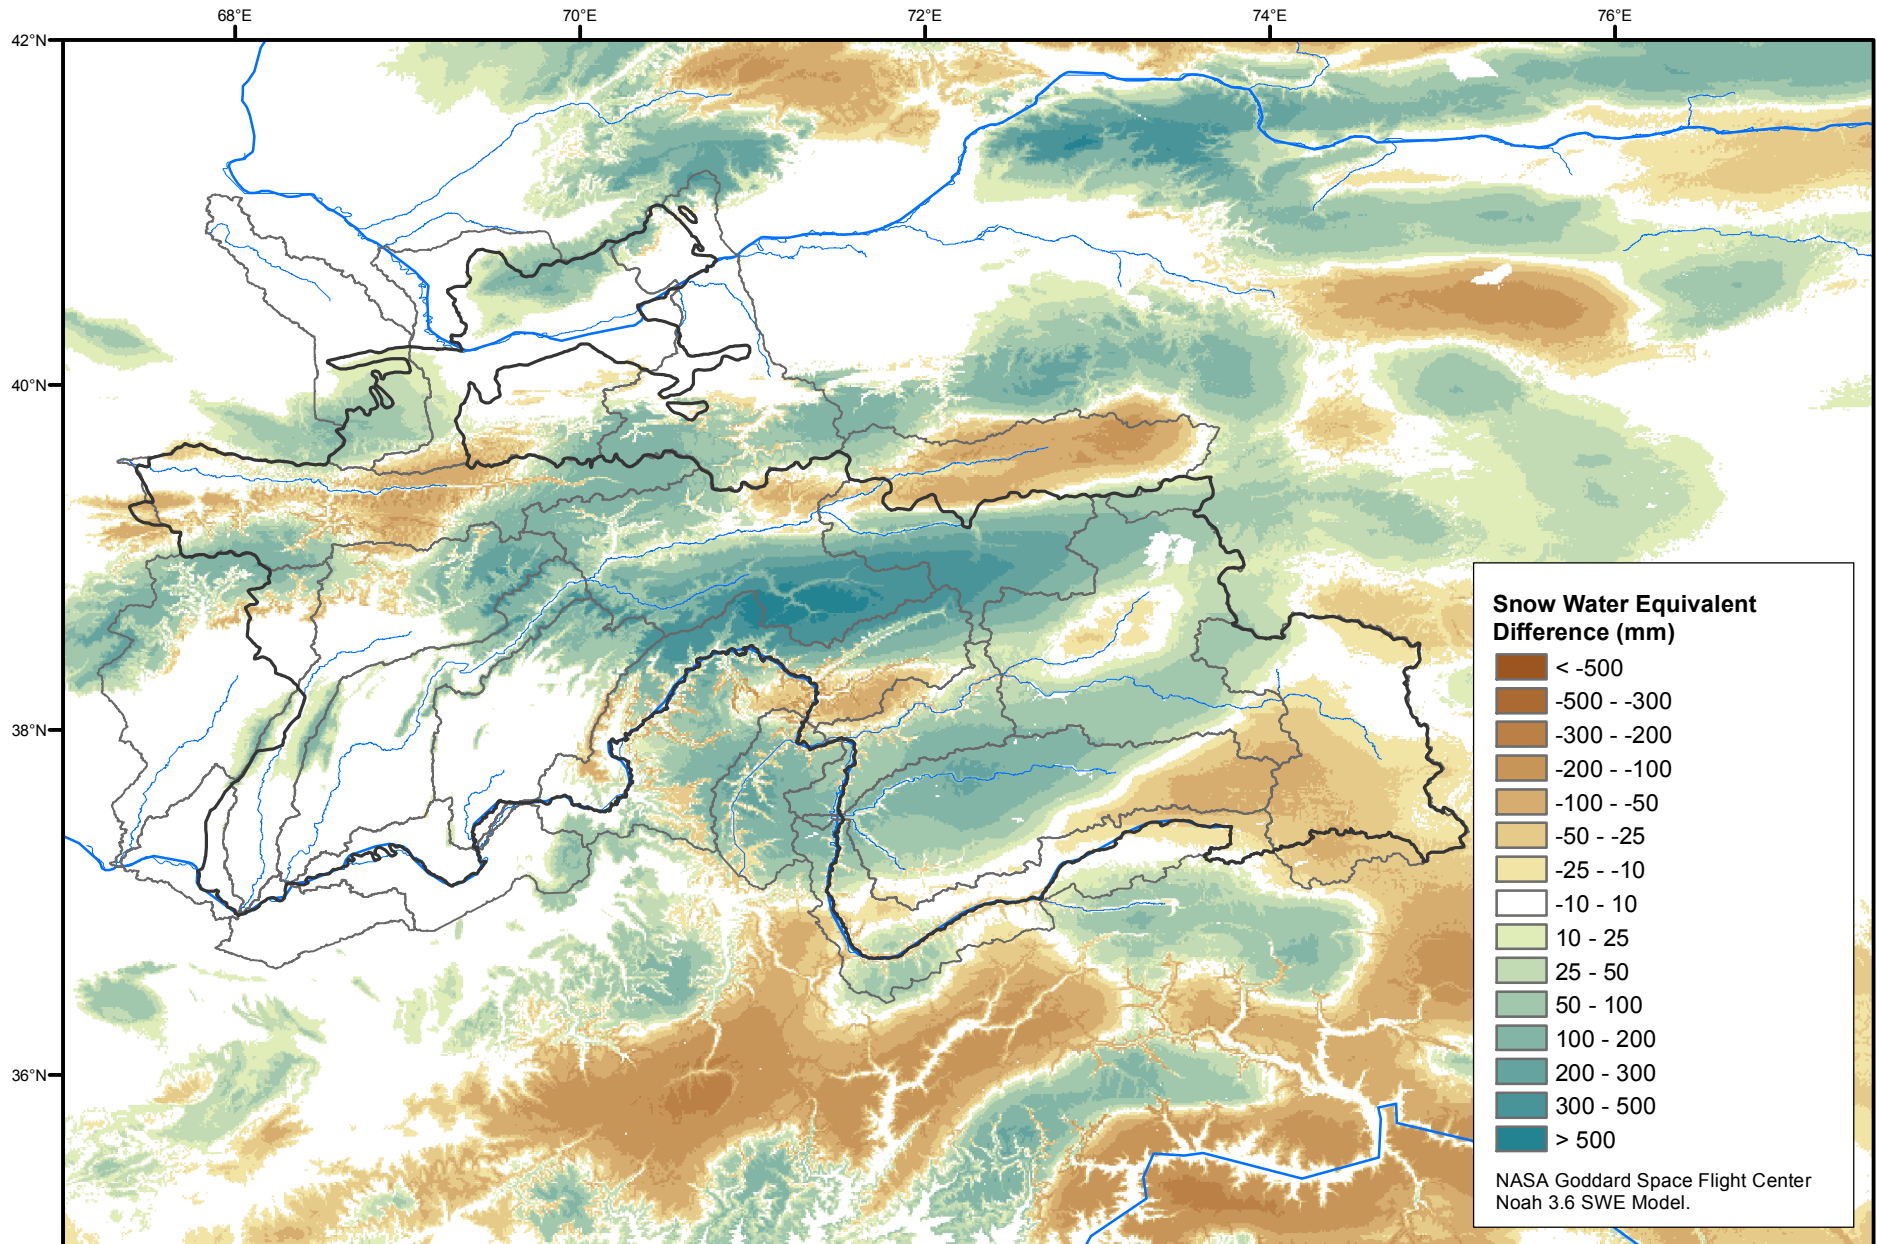 68°E 70°E 72°E 74°E 76°E
42°N
40°N
38°N
36°N
Snow Water Equivalent
Difference (mm)
< -500
-500 - -300
-300 - -200
-200 - -100
-100 - -50
-50 - -25
-25 - -10
-10 - 10
10 - 25
25 - 50
50 - 100
100 - 200
200 - 300
300 - 500
> 500
NASA Goddard Space Flight Center
Noah 3.6 SWE Model.